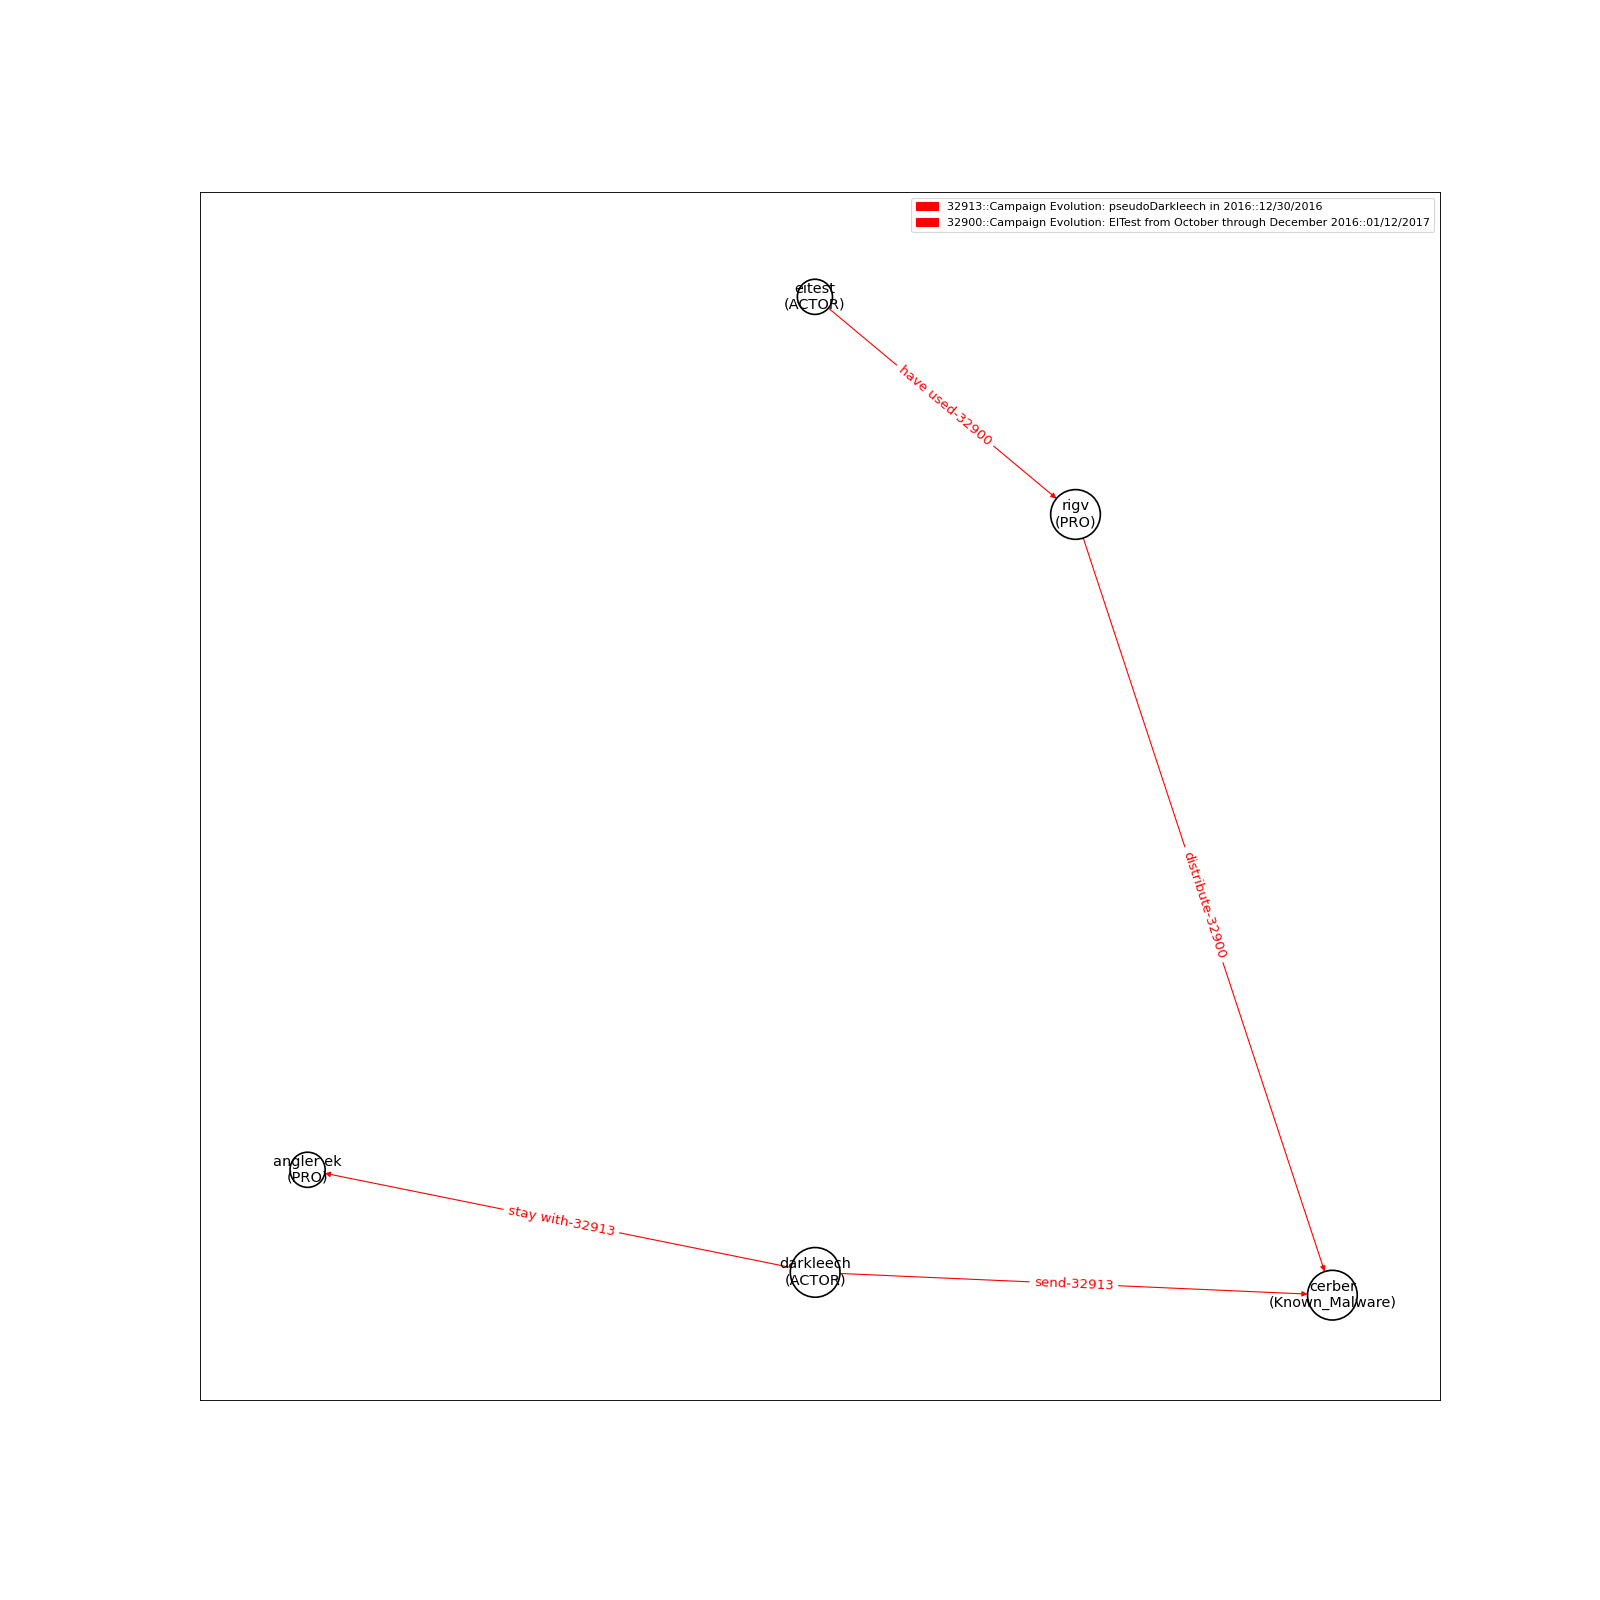 32913::Campaign Evolution: pseudoDarkleech in 2016::12/30/2016
32900::Campaign Evolution: EITest from October through December 2016::01/12/2017
eitest
(ACTOR)
have used-32900
rigv
(PRO)
distribute-32900
angler ek
(PRO)
stay with-32913
darkleech
(ACTOR)
send-32913
cerber
(Known_Malware)